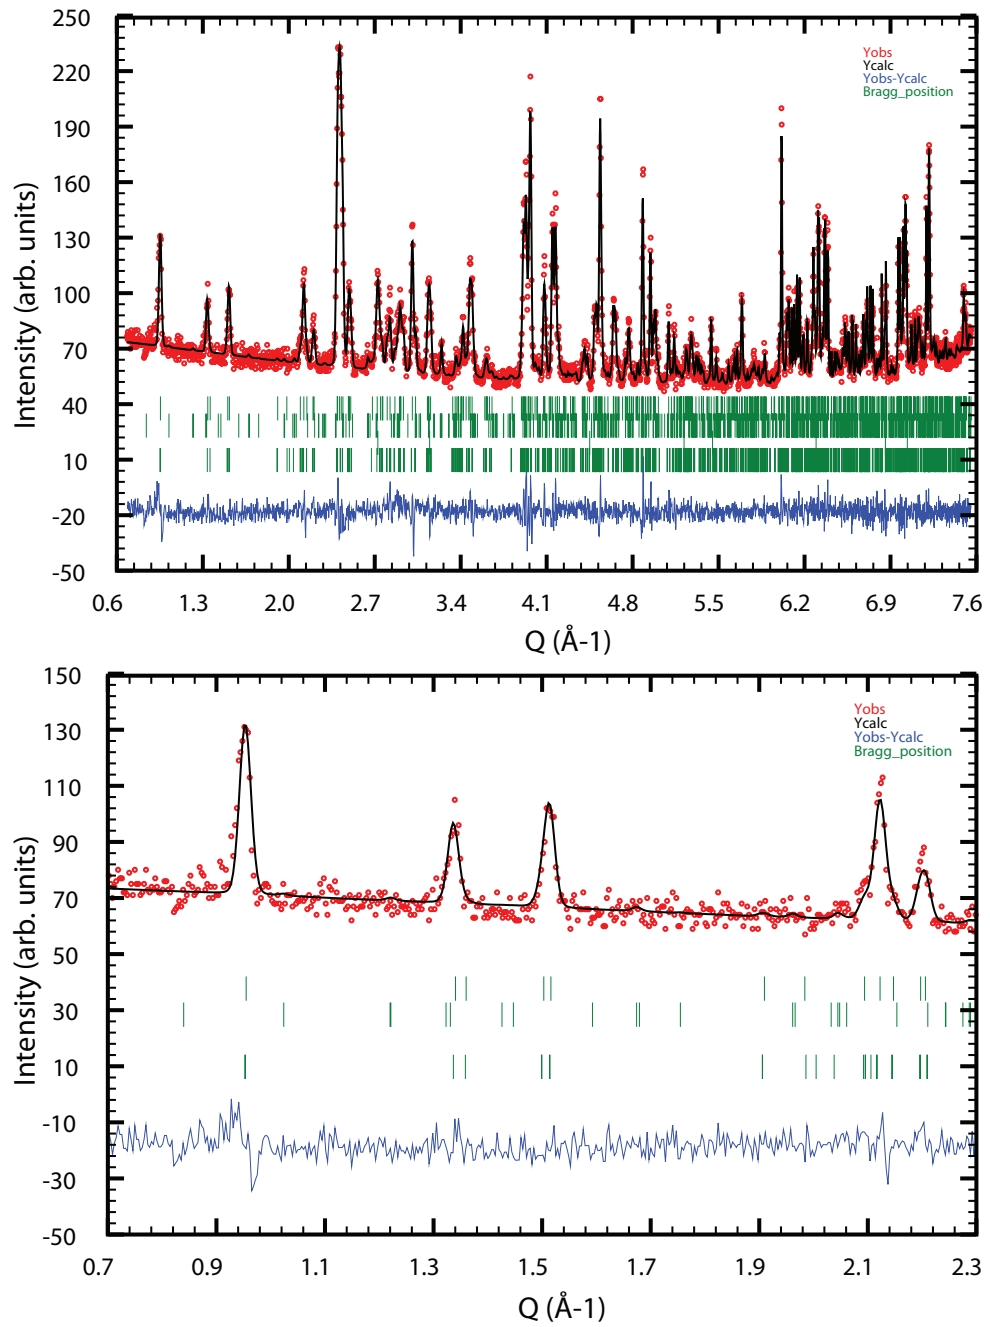 250
220
190
160
130
100
70
40
10
-20
-50
Intensity (arb. units)
Yobs
Ycalc
Yobs-Ycalc
Bragg_position
0.6 1.3 2.0 2.7 3.4 4.1 4.8 5.5 6.2 6.9 7.6
Q (Å-1)
150
130
110
90
70
50
30
10
-10
-30
-50
Intensity (arb. units)
Yobs
Ycalc
Yobs-Ycalc
Bragg_position
0.7 0.9 1.1 1.3 1.5 1.7 1.9 2.1 2.3
Q (Å-1)